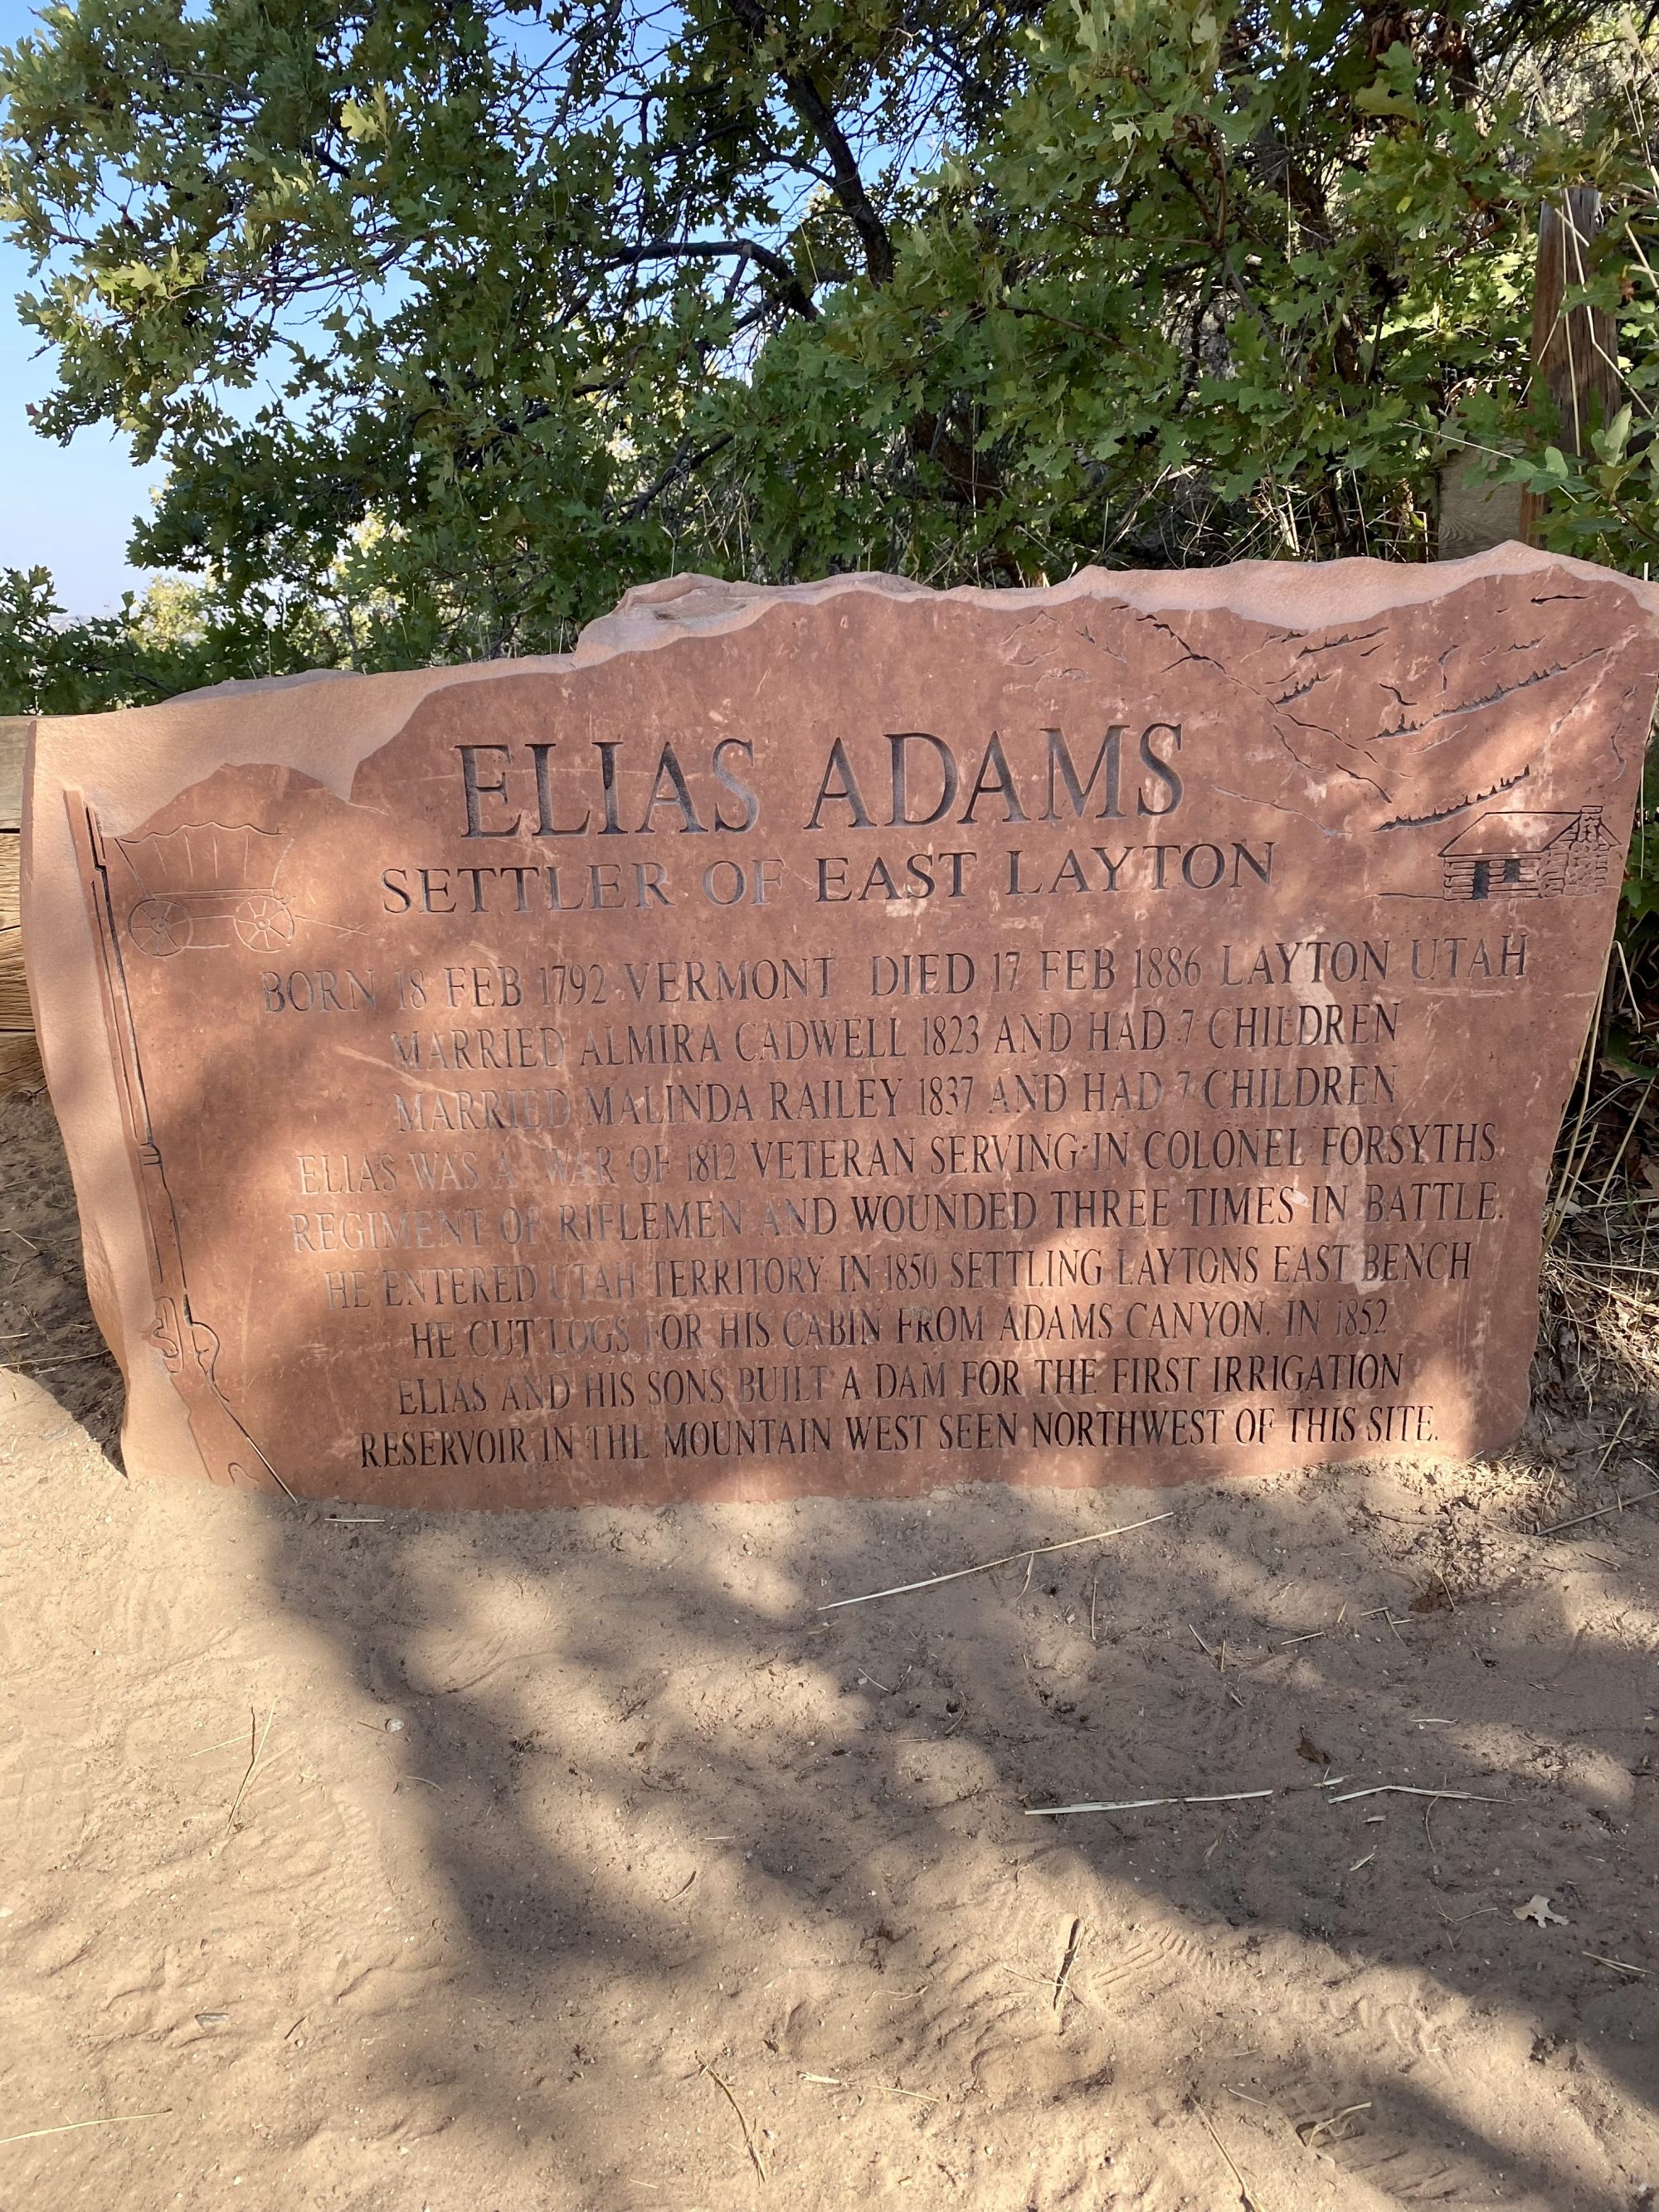 ELIAS ADAMS
SETTLER OF EAST LAYTON
BORN 18 FEB 1792 VERMONT DIED 17 FEB 1886 LAYTON UTAH
MARRIED ALMIRA CADWELL 1823 AND HAD 7 CHILDREN
MARRIED MALINDA RAILEY 1837 AND HAD 7 CHILDREN
ELIAS WAS A WAR OF 1812 VETERAN SERVING IN COLONEL FORSYTHS
REGIMENT OF RIFLEMEN AND WOUNDED THREE TIMES IN BATTLE.
HE ENTERED UTAH TERRITORY IN 1850 SETTLING LAYTONS EAST BENCH
HE CUT LOGS FOR HIS CABIN FROM ADAMS CANYON. IN 1852
ELIAS AND HIS SONS BUILT A DAM FOR THE FIRST IRRIGATION
RESERVOIR IN THE MOUNTAIN WEST SEEN NORTHWEST OF THIS SITE.